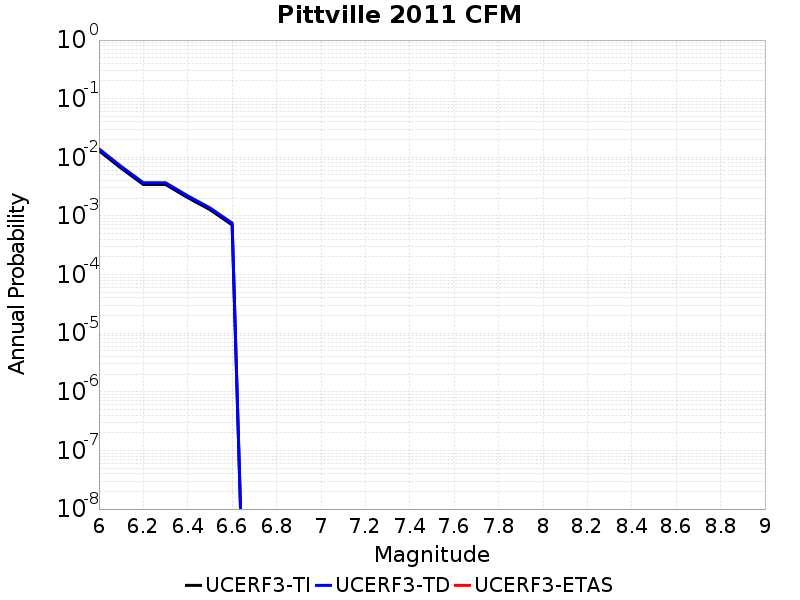 Pittville 2011 CFM
10^0
10^-1
10^-2
10^-3
10^-4
10^-5
10^-6
10^-7
10^-8
Annual Probability
6 6.2 6.4 6.6 6.8 7 7.2 7.4 7.6 7.8 8 8.2 8.4 8.6 8.8 9
Magnitude
UCERF3-TI UCERF3-TD UCERF3-ETAS